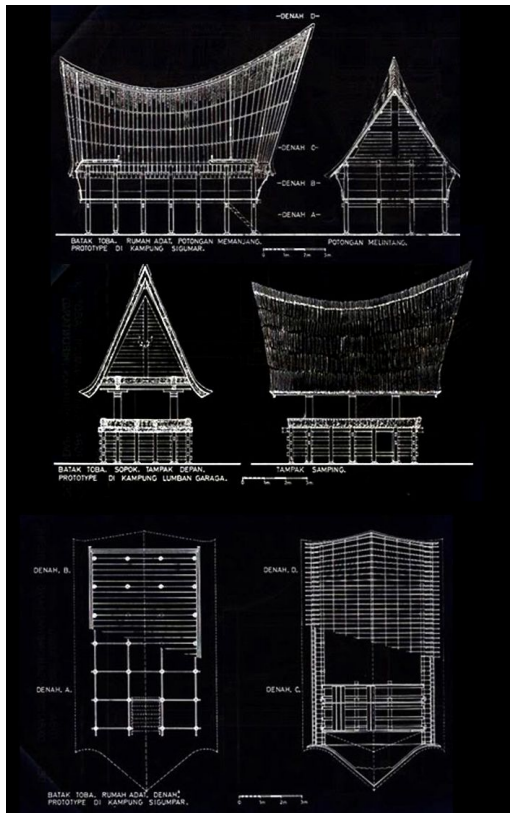 -DENAH D-
-DENAH C-
-DENAH B-
-DENAH A-
BATAK TOBA. RUMAH ADAT, POTONGAN MEMANJANG.
PROTOTYPE DI KAMPUNG SIGUMAR.
0 1m 2m 3m
POTONGAN MELINTANG.
BATAK TOBA. SOPOK, TAMPAK DEPAN.
PROTOTYPE DI KAMPUNG LUMBAN GARAGA.
0 1m 2m 3m
TAMPAK SAMPING.
DENAH, B.
DENAH, D.
DENAH, A.
DENAH, C.
BATAK TOBA. RUMAH ADAT, DENAH,
PROTOTYPE DI KAMPUNG SIGUMPAR.
0 1m 2m 3m